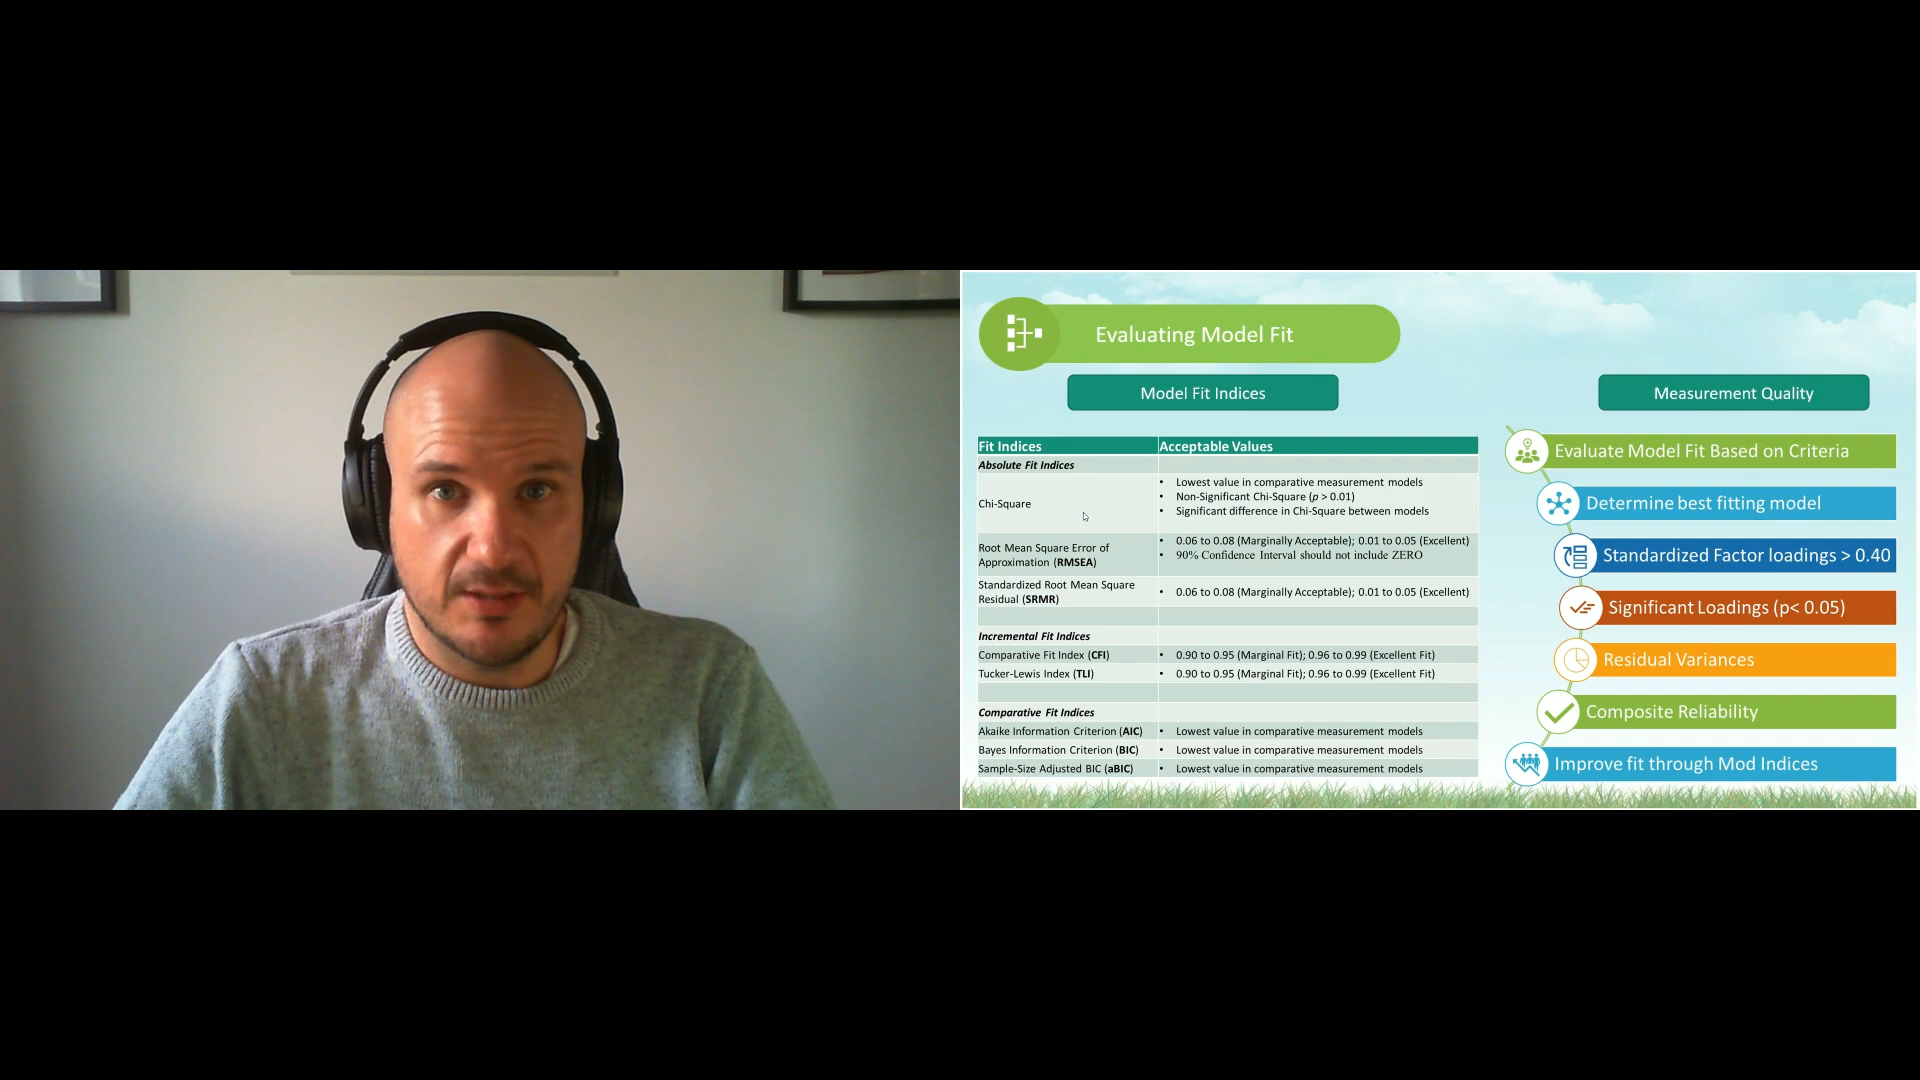 Evaluating Model Fit
Model Fit Indices
Fit Indices
Acceptable Values
Absolute Fit Indices
Chi-Square
• Lowest value in comparative measurement models
• Non-Significant Chi-Square (p > 0.01)
• Significant difference in Chi-Square between models
Root Mean Square Error of
Approximation (RMSEA)
• 0.06 to 0.08 (Marginally Acceptable); 0.01 to 0.05 (Excellent)
• 90% Confidence Interval should not include ZERO
Standardized Root Mean Square
Residual (SRMR)
• 0.06 to 0.08 (Marginally Acceptable); 0.01 to 0.05 (Excellent)
Incremental Fit Indices
Comparative Fit Index (CFI)
• 0.90 to 0.95 (Marginal Fit); 0.96 to 0.99 (Excellent Fit)
Tucker-Lewis Index (TLI)
• 0.90 to 0.95 (Marginal Fit); 0.96 to 0.99 (Excellent Fit)
Comparative Fit Indices
Akaike Information Criterion (AIC)
• Lowest value in comparative measurement models
Bayes Information Criterion (BIC)
• Lowest value in comparative measurement models
Sample-Size Adjusted BIC (aBIC)
• Lowest value in comparative measurement models
Measurement Quality
Evaluate Model Fit Based on Criteria
Determine best fitting model
Standardized Factor loadings > 0.40
Significant Loadings (p< 0.05)
Residual Variances
Composite Reliability
Improve fit through Mod Indices